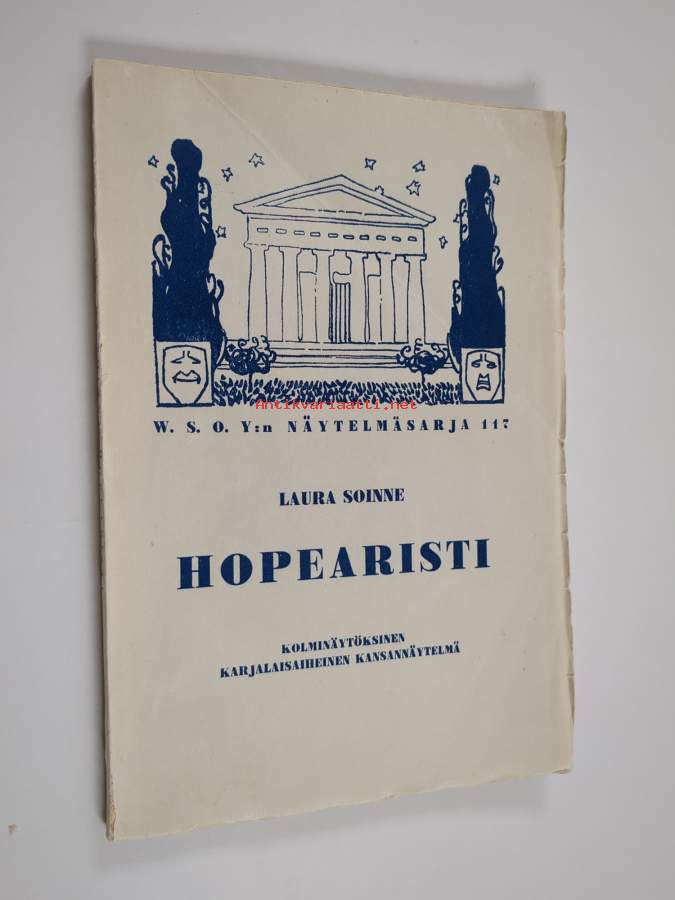 Antikvariaatti.net
W. S. O. Y:n NÄYTELMÄSARJA 117
LAURA SOINNE
HOPEARISTI
KOLMINÄYTÖKSINEN
KARJALAISAIHEINEN KANSANNÄYTELMÄ